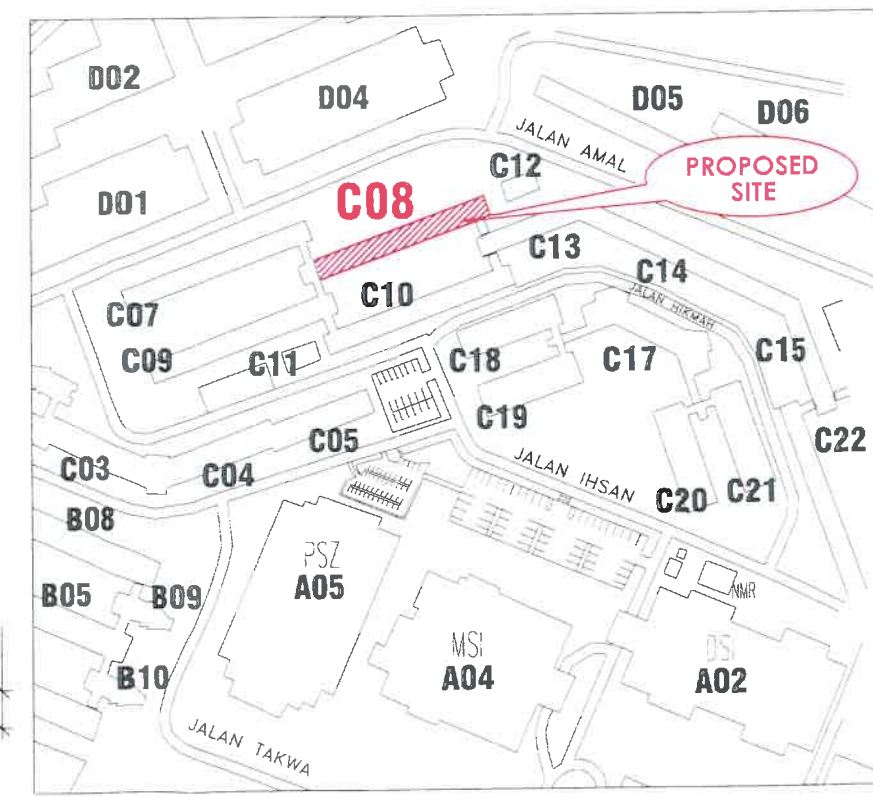 D02
D04
D05
D06
JALAN AMAL
PROPOSED
SITE
C12
D01
C08
C13
C14
C10
JALAN HIKMAH
C07
C09
C11
C18
C17
C15
C19
C05
C22
C03
C04
JALAN IHSAN
C20
C21
B08
PSZ
A05
NMR
B05
B09
MSI
A04
DSI
A02
B10
JALAN TAKWA